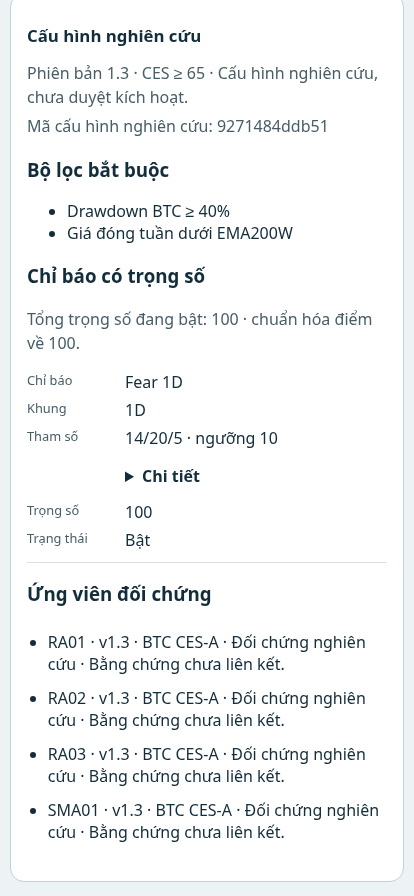 Cấu hình nghiên cứu
Phiên bản 1.3 · CES ≥ 65 · Cấu hình nghiên cứu,
chưa duyệt kích hoạt.
Mã cấu hình nghiên cứu: 9271484ddb51
Bộ lọc bắt buộc
• Drawdown BTC ≥ 40%
• Giá đóng tuần dưới EMA200W
Chỉ báo có trọng số
Tổng trọng số đang bật: 100 · chuẩn hóa điểm
về 100.
Chỉ báo Fear 1D
Khung 1D
Tham số 14/20/5 · ngưỡng 10
▶ Chi tiết
Trọng số 100
Trạng thái Bật
Ứng viên đối chứng
• RA01 · v1.3 · BTC CES-A · Đối chứng nghiên
cứu · Bằng chứng chưa liên kết.
• RA02 · v1.3 · BTC CES-A · Đối chứng nghiên
cứu · Bằng chứng chưa liên kết.
• RA03 · v1.3 · BTC CES-A · Đối chứng nghiên
cứu · Bằng chứng chưa liên kết.
• SMA01 · v1.3 · BTC CES-A · Đối chứng nghiên
cứu · Bằng chứng chưa liên kết.